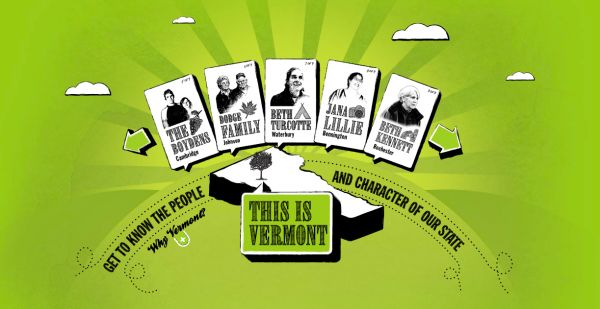 THE
BOYDENS
Cambridge
DODGE
FAMILY
Johnson
BETH
TURCOTTE
Waterbury
JANA
LILLIE
Bennington
BETH
KENNETT
Rochester
GET TO KNOW THE PEOPLE
AND CHARACTER OF OUR STATE
Why Vermont?
THIS IS
VERMONT